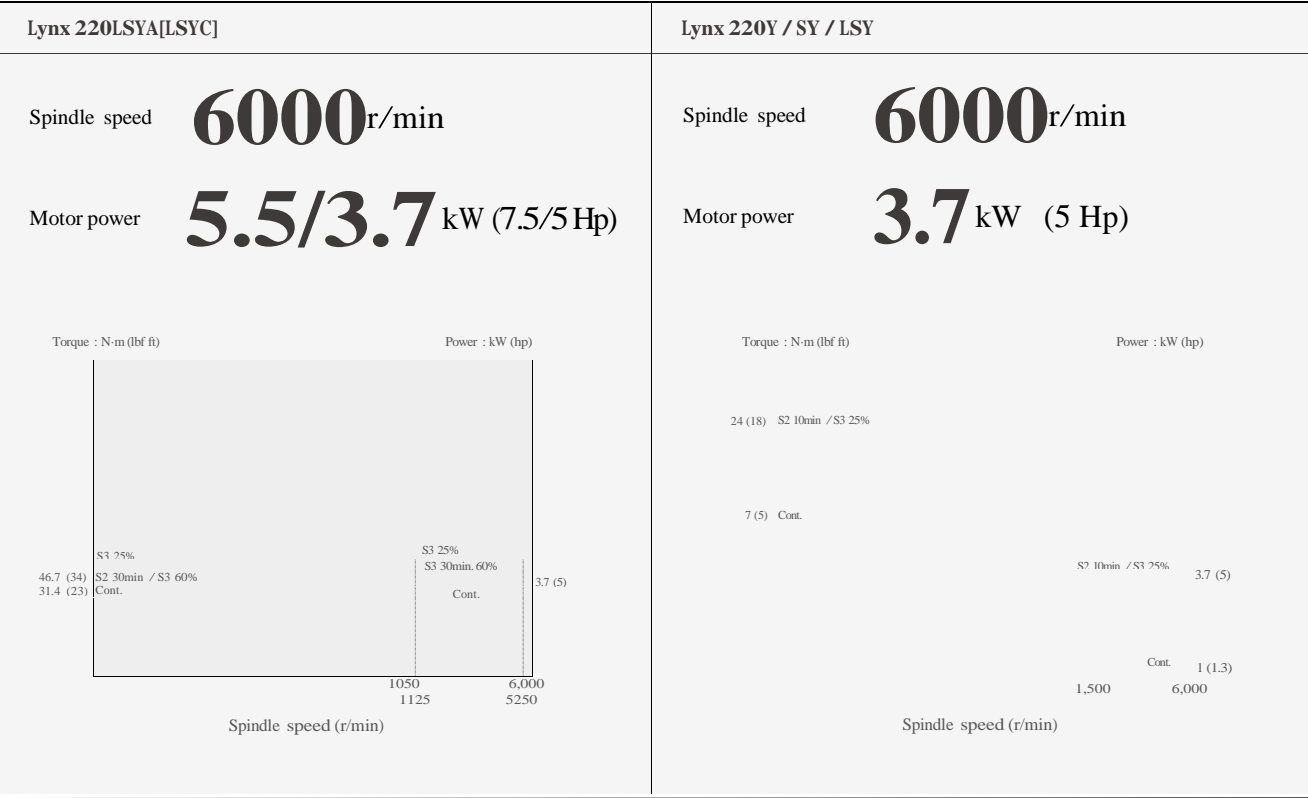 Lynx 220LSYA[LSYC]
Spindle speed 6000r/min
Motor power 5.5/3.7 kW (7.5/5 Hp)
Torque : N·m (lbf ft) Power : kW (hp)
S3 25%
S3 25%
S3 30min. 60%
46.7 (34) S2 30min / S3 60%
3.7 (5)
31.4 (23) Cont.
Cont.
1050 6,000
1125 5250
Spindle speed (r/min)
Lynx 220Y / SY / LSY
Spindle speed 6000r/min
Motor power 3.7 kW (5 Hp)
Torque : N·m (lbf ft) Power : kW (hp)
24 (18) S2 10min / S3 25%
7 (5) Cont.
S2 10min / S3 25%
3.7 (5)
Cont. 1 (1.3)
1,500 6,000
Spindle speed (r/min)